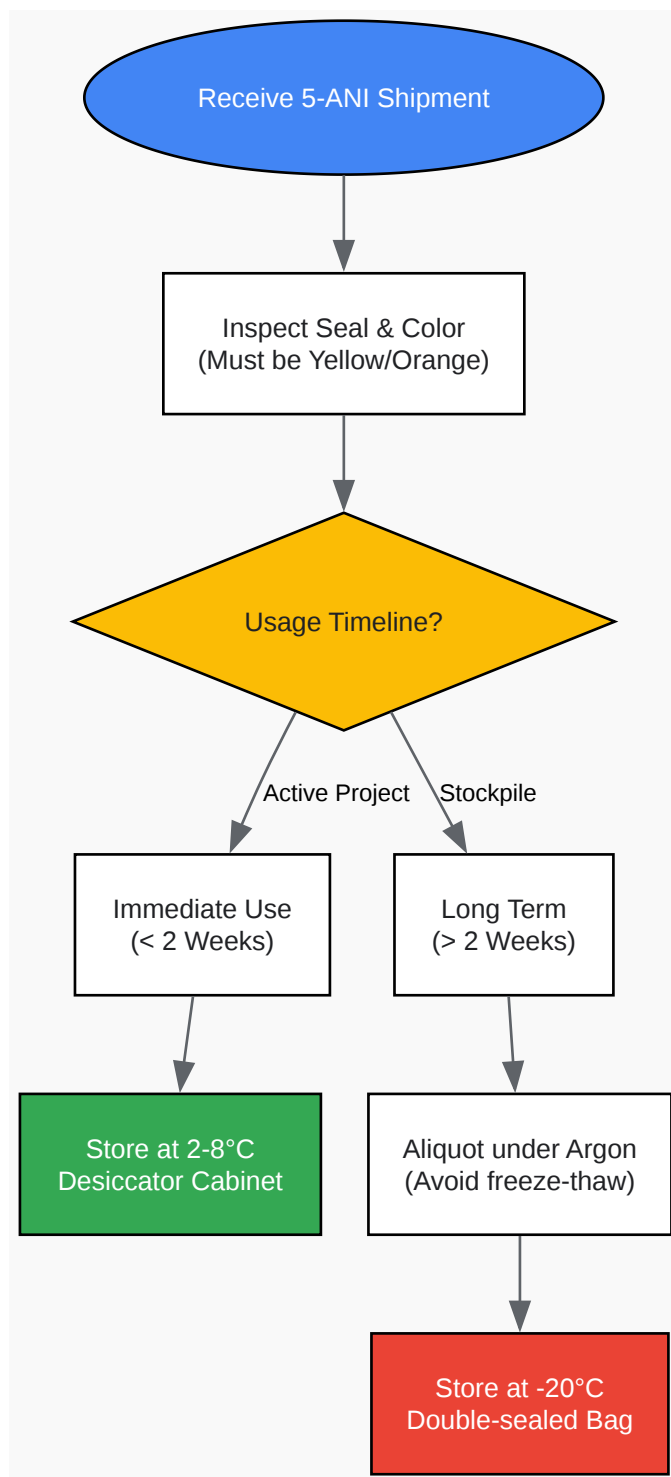 Receive 5-ANI Shipment
Inspect Seal & Color
(Must be Yellow/Orange)
Usage Timeline?
Active Project
Stockpile
Immediate Use
(< 2 Weeks)
Long Term
(> 2 Weeks)
Store at 2-8°C
Desiccator Cabinet
Aliquot under Argon
(Avoid freeze-thaw)
Store at -20°C
Double-sealed Bag